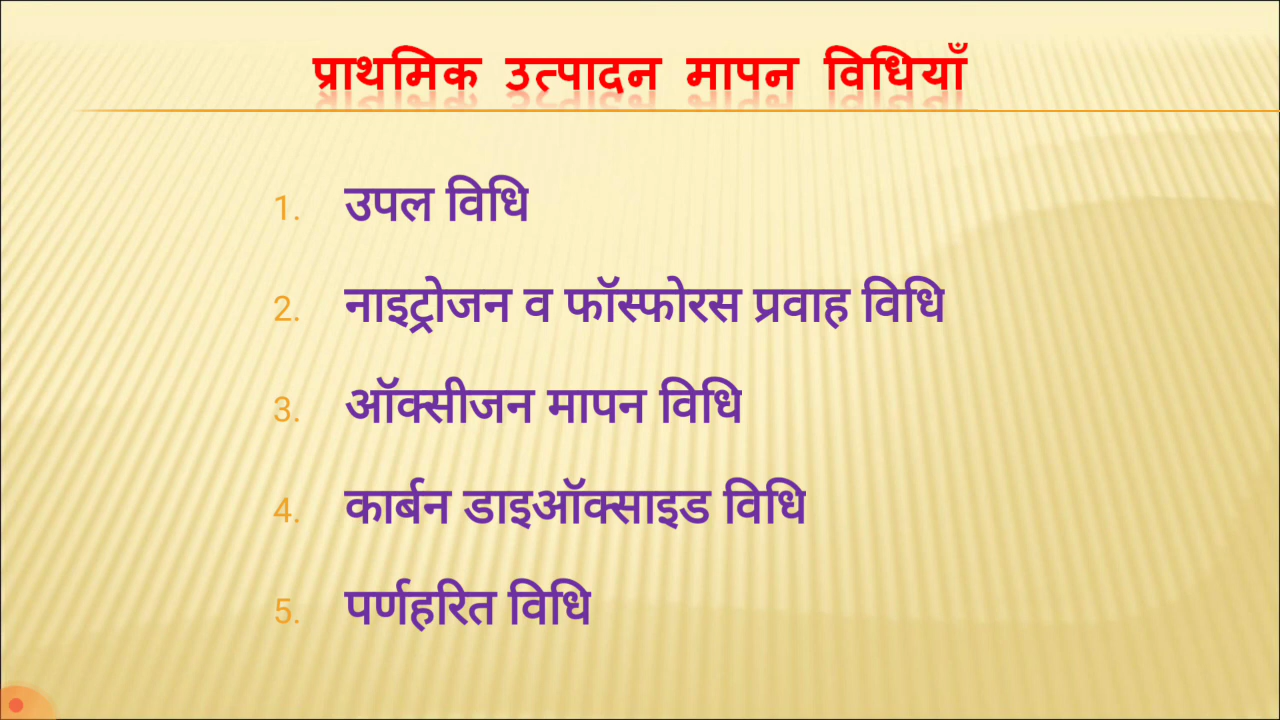 प्राथमिक उत्पादन मापन विधियाँ
1. उपल विधि
2. नाइट्रोजन व फॉस्फोरस प्रवाह विधि
3. ऑक्सीजन मापन विधि
4. कार्बन डाइऑक्साइड विधि
5. पर्णहरित विधि